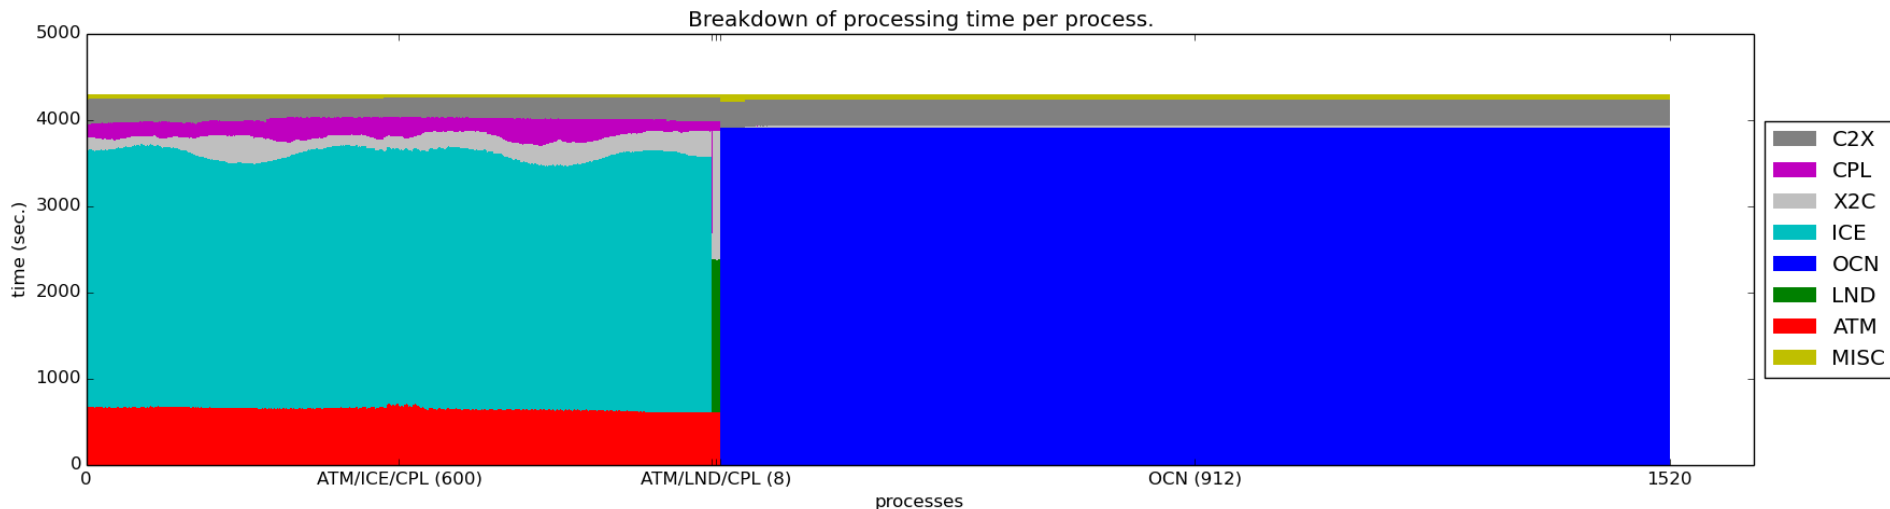 Breakdown of processing time per process.
5000
4000
3000
2000
1000
0
time (sec.)
0
ATM/ICE/CPL (600)
ATM/LND/CPL (8)
OCN (912)
1520
processes
C2X
CPL
X2C
ICE
OCN
LND
ATM
MISC